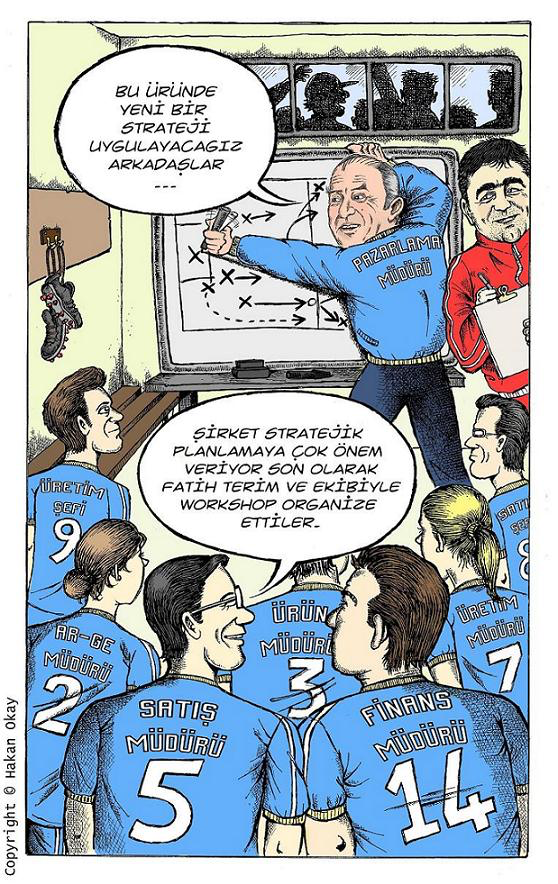 BU ÜRÜNDE
YENİ BİR
STRATEJİ
UYGULAYACAGIZ
ARKADAŞLAR
...
PAZARLAMA
MÜDÜRÜ
ŞİRKET STRATEJİK
PLANLAMAYA ÇOK ÖNEM
VERİYOR SON OLARAK
FATİH TERİM VE EKİBİYLE
WORKSHOP ORGANİZE
ETTİLER..
ÜRETİM
ŞEFİ
9
SATI
ŞE
8
AR-GE
MÜDÜRÜ
2
ÜRÜN
MÜDÜRÜ
3
ÜRETİM
MÜDÜRÜ
7
SATIŞ
MÜDÜRÜ
5
FİNANS
MÜDÜRÜ
14
Copyright © Hakan Okay